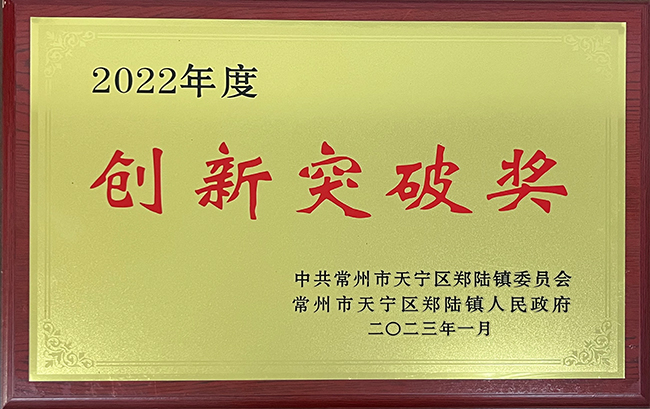 2022年度
创新突破奖
中共常州市天宁区郑陆镇委员会
常州市天宁区郑陆镇人民政府
二〇二三年一月